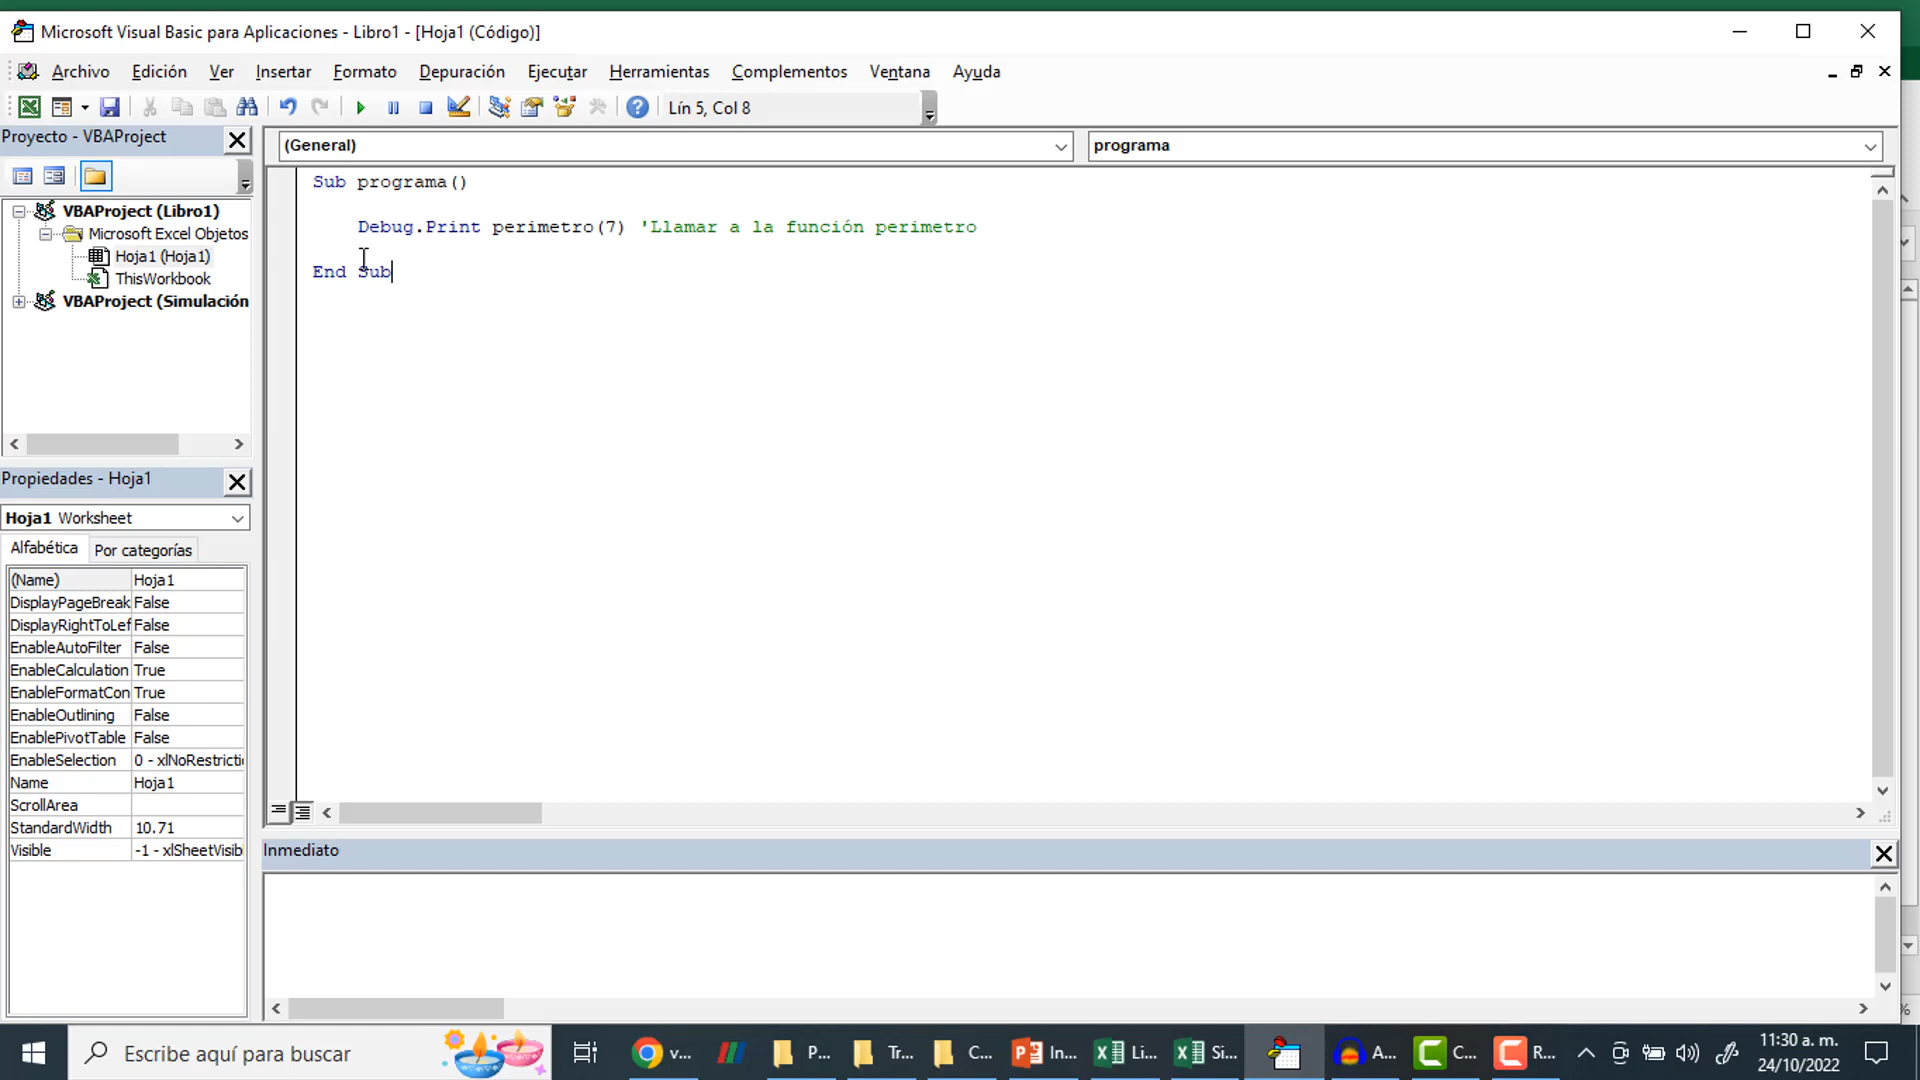 Microsoft Visual Basic para Aplicaciones - Libro1 - [Hoja1 (Código)]
Archivo Edición Ver Insertar Formato Depuración Ejecutar Herramientas Complementos Ventana Ayuda
Lín 5, Col 8
Proyecto - VBAProject
VBAProject (Libro1)
Microsoft Excel Objetos
Hoja1 (Hoja1)
ThisWorkbook
VBAProject (Simulación
Propiedades - Hoja1
Hoja1 Worksheet
Alfabética Por categorías
(Name) Hoja1
DisplayPageBreak False
DisplayRightToLef False
EnableAutoFilter False
EnableCalculation True
EnableFormatCon True
EnableOutlining False
EnablePivotTable False
EnableSelection 0 - xlNoRestricti
Name Hoja1
ScrollArea
StandardWidth 10.71
Visible -1 - xlSheetVisib
(General) programa
Sub programa()
Debug.Print perimetro(7) 'Llamar a la función perimetro
End Sub
Inmediato
Escribe aquí para buscar
v... P... Tr... C... In... Li... Si... A... C... R...
11:30 a. m.
24/10/2022